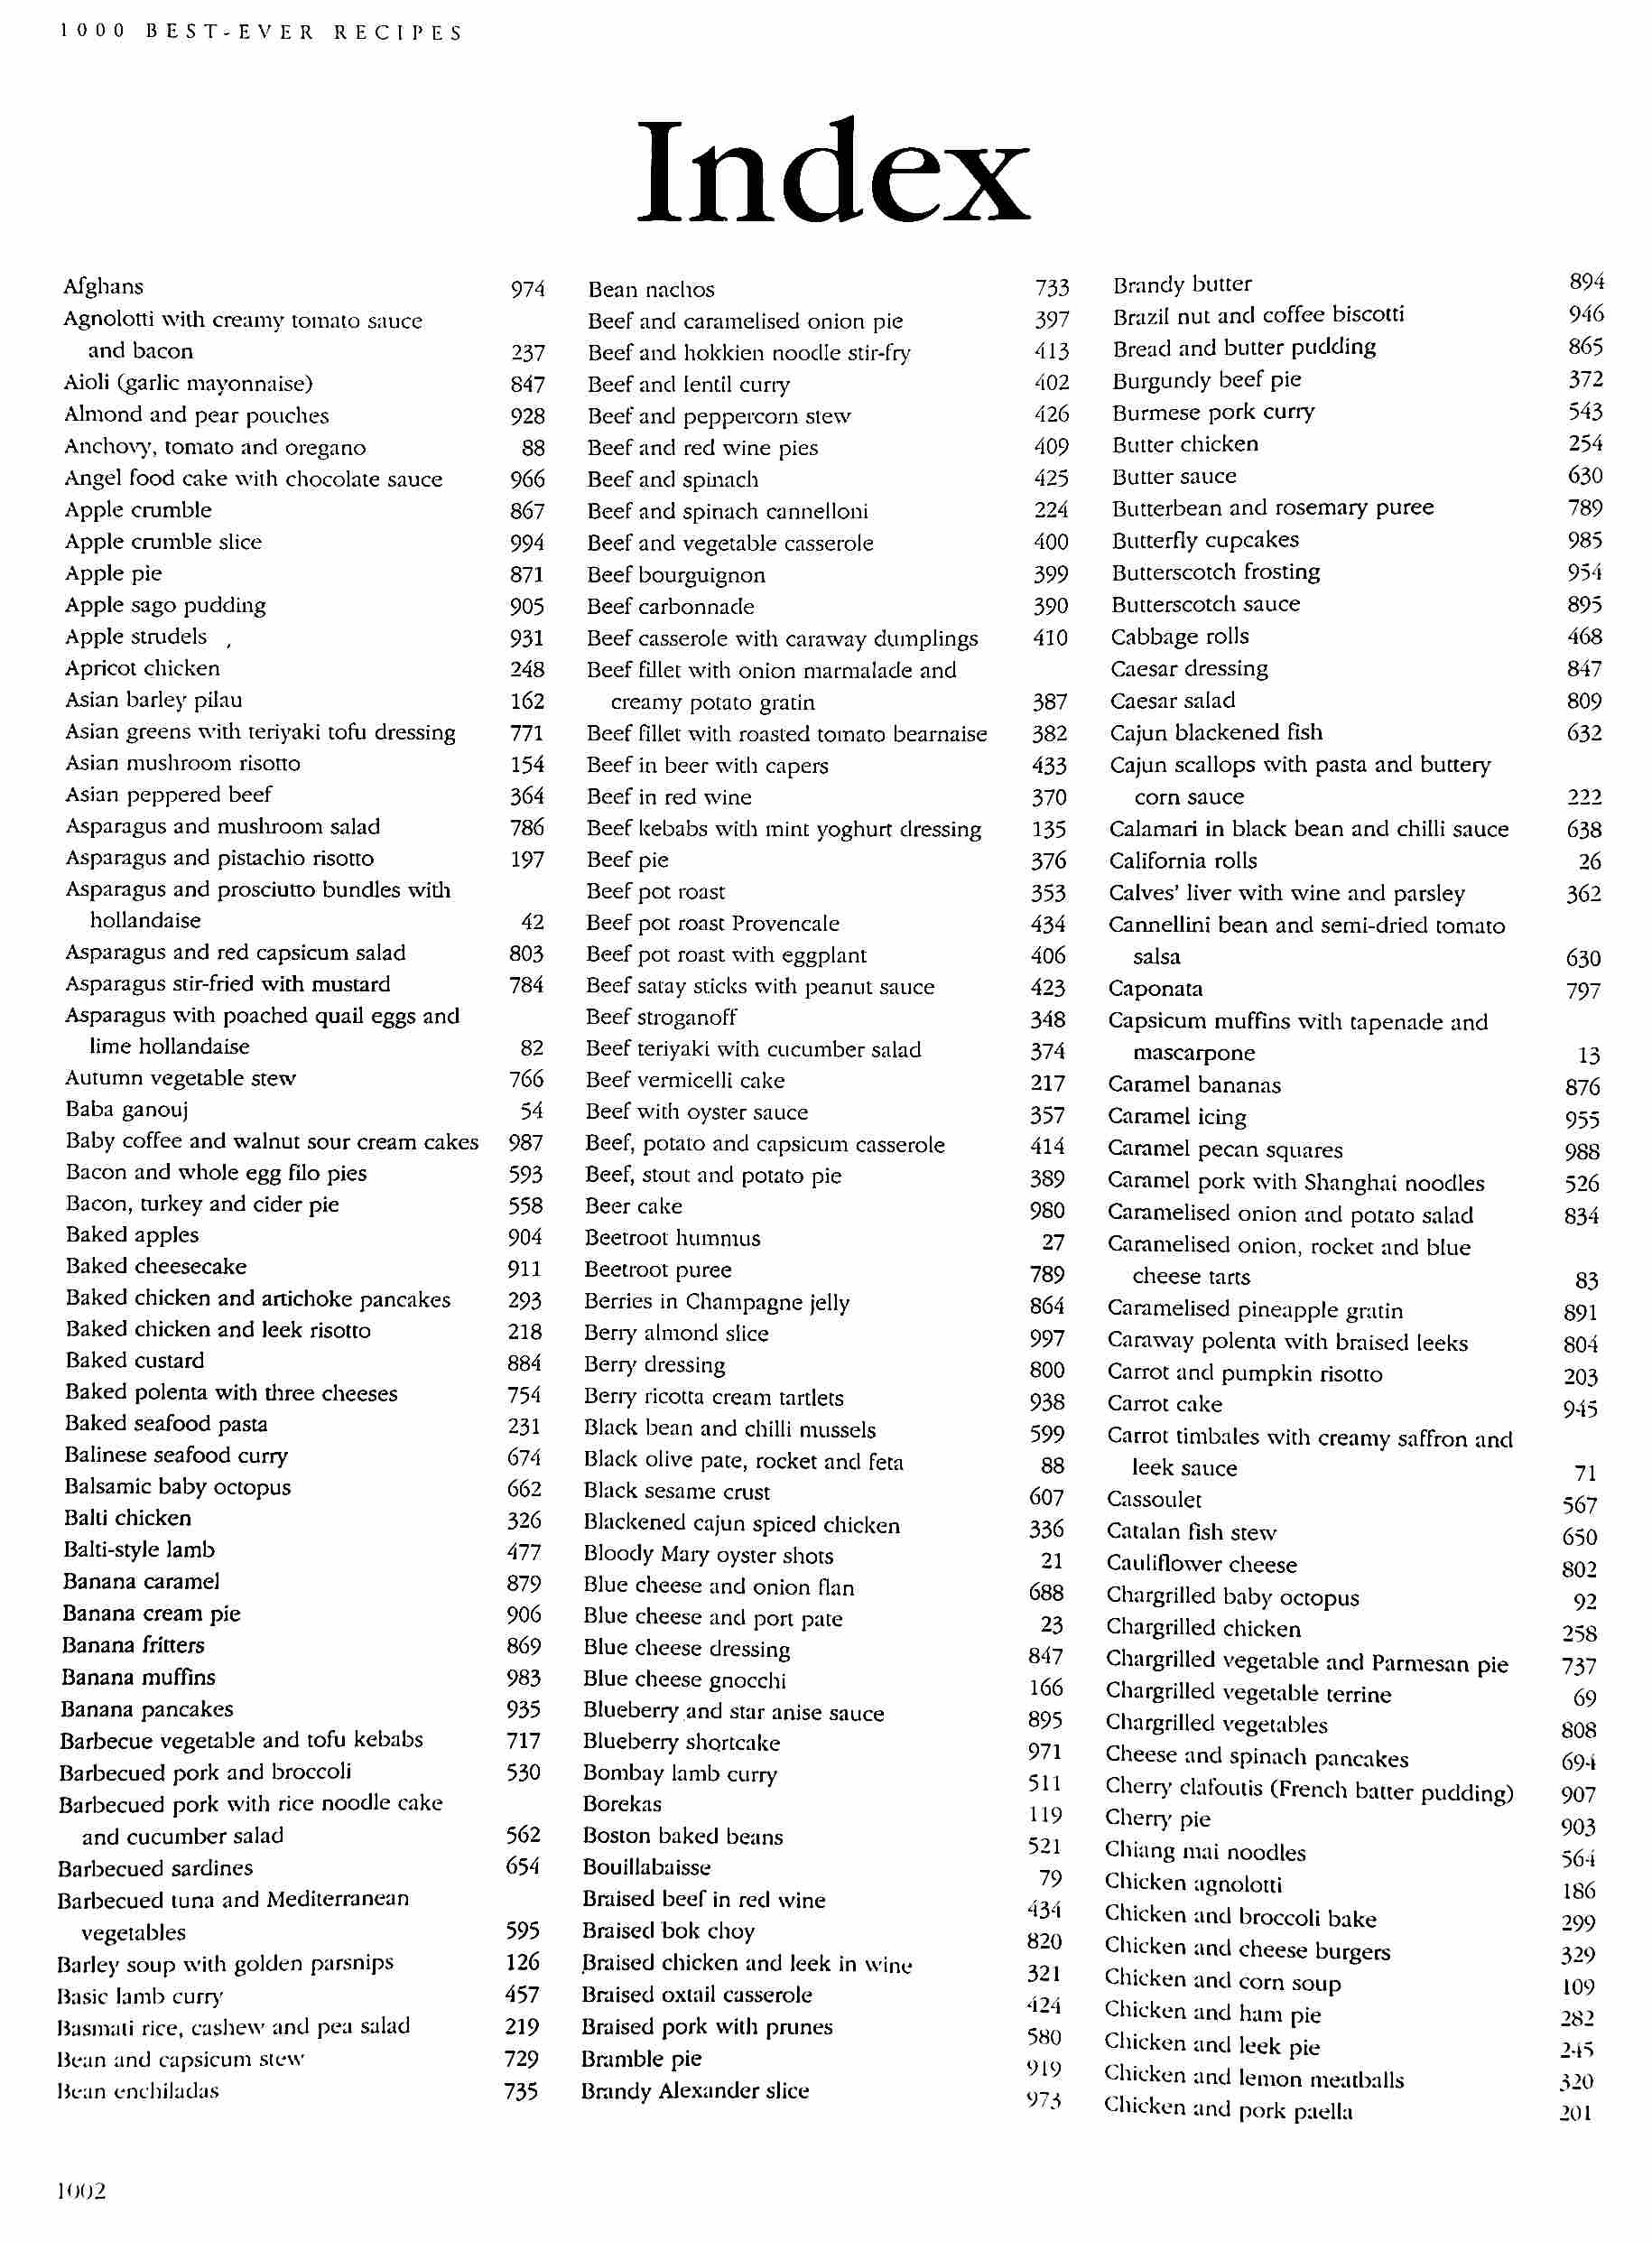 1000 BEST-EVER RECIPES
Index
Afghans 974
Agnolotti with creamy tomato sauce
and bacon 237
Aioli (garlic mayonnaise) 847
Almond and pear pouches 928
Anchovy, tomato and oregano 88
Angel food cake with chocolate sauce 966
Apple crumble 867
Apple crumble slice 994
Apple pie 871
Apple sago pudding 905
Apple strudels 931
Apricot chicken 248
Asian barley pilau 162
Asian greens with teriyaki tofu dressing 771
Asian mushroom risotto 154
Asian peppered beef 364
Asparagus and mushroom salad 786
Asparagus and pistachio risotto 197
Asparagus and prosciutto bundles with
hollandaise 42
Asparagus and red capsicum salad 803
Asparagus stir-fried with mustard 784
Asparagus with poached quail eggs and
lime hollandaise 82
Autumn vegetable stew 766
Baba ganouj 54
Baby coffee and walnut sour cream cakes 987
Bacon and whole egg filo pies 593
Bacon, turkey and cider pie 558
Baked apples 904
Baked cheesecake 911
Baked chicken and artichoke pancakes 293
Baked chicken and leek risotto 218
Baked custard 884
Baked polenta with three cheeses 754
Baked seafood pasta 231
Balinese seafood curry 674
Balsamic baby octopus 662
Balti chicken 326
Balti-style lamb 477
Banana caramel 879
Banana cream pie 906
Banana fritters 869
Banana muffins 983
Banana pancakes 935
Barbecue vegetable and tofu kebabs 717
Barbecued pork and broccoli 530
Barbecued pork with rice noodle cake
and cucumber salad 562
Barbecued sardines 654
Barbecued tuna and Mediterranean
vegetables 595
Barley soup with golden parsnips 126
Basic lamb curry 457
Basmati rice, cashew and pea salad 219
Bean and capsicum stew 729
Bean enchiladas 735
Bean nachos 733
Beef and caramelised onion pie 397
Beef and hokkien noodle stir-fry 413
Beef and lentil curry 402
Beef and peppercorn stew 426
Beef and red wine pies 409
Beef and spinach 425
Beef and spinach cannelloni 224
Beef and vegetable casserole 400
Beef bourguignon 399
Beef carbonnade 390
Beef casserole with caraway dumplings 410
Beef fillet with onion marmalade and
creamy potato gratin 387
Beef fillet with roasted tomato bearnaise 382
Beef in beer with capers 433
Beef in red wine 370
Beef kebabs with mint yoghurt dressing 135
Beef pie 376
Beef pot roast 353
Beef pot roast Provencale 434
Beef pot roast with eggplant 406
Beef satay sticks with peanut sauce 423
Beef stroganoff 348
Beef teriyaki with cucumber salad 374
Beef vermicelli cake 217
Beef with oyster sauce 357
Beef, potato and capsicum casserole 414
Beef, stout and potato pie 389
Beer cake 980
Beetroot hummus 27
Beetroot puree 789
Berries in Champagne jelly 864
Berry almond slice 997
Berry dressing 800
Berry ricotta cream tartlets 938
Black bean and chilli mussels 599
Black olive pate, rocket and feta 88
Black sesame crust 607
Blackened cajun spiced chicken 336
Bloody Mary oyster shots 21
Blue cheese and onion flan 688
Blue cheese and port pate 23
Blue cheese dressing 847
Blue cheese gnocchi 166
Blueberry and star anise sauce 895
Blueberry shortcake 971
Bombay lamb curry 511
Borekas 119
Boston baked beans 521
Bouillabaisse 79
Braised beef in red wine 434
Braised bok choy 820
Braised chicken and leek in wine 321
Braised oxtail casserole 424
Braised pork with prunes 580
Bramble pie 919
Brandy Alexander slice 973
Brandy butter 894
Brazil nut and coffee biscotti 946
Bread and butter pudding 865
Burgundy beef pie 372
Burmese pork curry 543
Butter chicken 254
Butter sauce 630
Butterbean and rosemary puree 789
Butterfly cupcakes 985
Butterscotch frosting 954
Butterscotch sauce 895
Cabbage rolls 468
Caesar dressing 847
Caesar salad 809
Cajun blackened fish 632
Cajun scallops with pasta and buttery
corn sauce 222
Calamari in black bean and chilli sauce 638
California rolls 26
Calves' liver with wine and parsley 362
Cannellini bean and semi-dried tomato
salsa 630
Caponata 797
Capsicum muffins with tapenade and
mascarpone 13
Caramel bananas 876
Caramel icing 955
Caramel pecan squares 988
Caramel pork with Shanghai noodles 526
Caramelised onion and potato salad 834
Caramelised onion, rocket and blue
cheese tarts 83
Caramelised pineapple gratin 891
Caraway polenta with braised leeks 804
Carrot and pumpkin risotto 203
Carrot cake 945
Carrot timbales with creamy saffron and
leek sauce 71
Cassoulet 567
Catalan fish stew 650
Cauliflower cheese 802
Chargrilled baby octopus 92
Chargrilled chicken 258
Chargrilled vegetable and Parmesan pie 737
Chargrilled vegetable terrine 69
Chargrilled vegetables 808
Cheese and spinach pancakes 694
Cherry clafoutis (French batter pudding) 907
Cherry pie 903
Chiang mai noodles 564
Chicken agnolotti 186
Chicken and broccoli bake 299
Chicken and cheese burgers 329
Chicken and corn soup 109
Chicken and ham pie 282
Chicken and leek pie 245
Chicken and lemon meatballs 320
Chicken and pork paella 201
1002